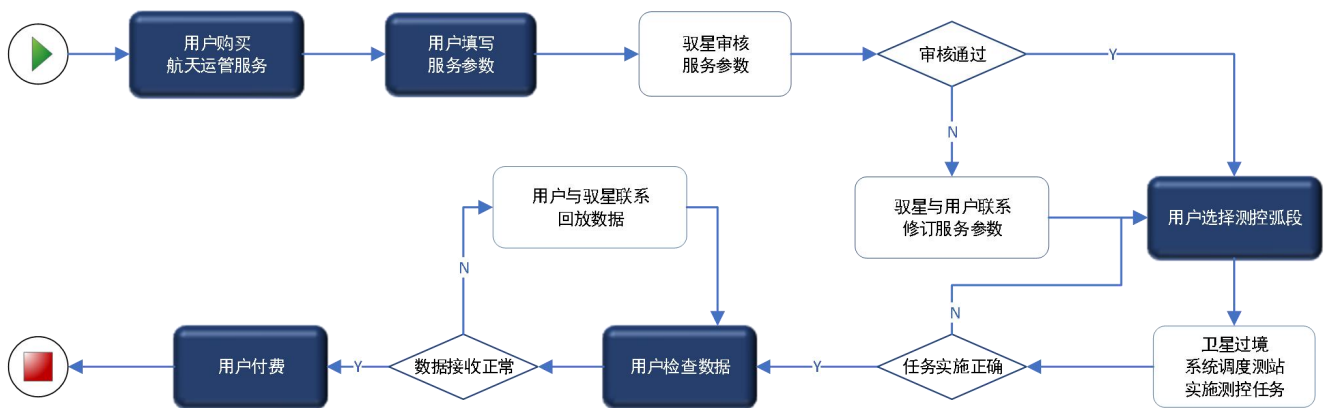 用户购买
航天运管服务
用户填写
服务参数
驭星审核
服务参数
审核通过
Y
N
用户与驭星联系
回放数据
驭星与用户联系
修订服务参数
用户选择测控弧段
N
N
用户付费
Y
数据接收正常
用户检查数据
Y
任务实施正确
卫星过境
系统调度测站
实施测控任务